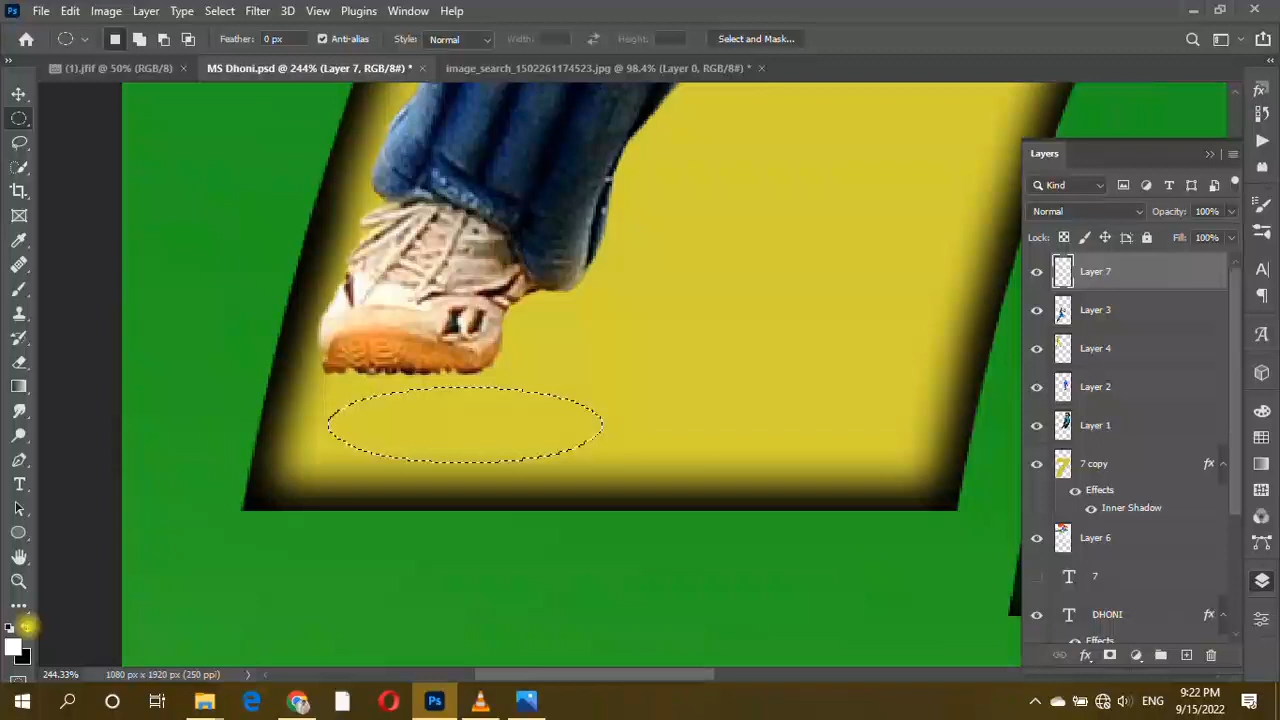 Ps File Edit Image Layer Type Select Filter 3D View Plugins Window Help
Feather: 0 px Anti-alias Style: Normal Width: Height: Select and Mask...
(1).jfif @ 50% (RGB/8) × MS Dhoni.psd @ 244% (Layer 7, RGB/8#) * × image_search_1502261174523.jpg @ 98.4% (Layer 0, RGB/8#) * ×
Layers
Kind
Normal Opacity: 100%
Lock: Fill: 100%
Layer 7
Layer 3
Layer 4
Layer 2
Layer 1
7 copy fx
Effects
Inner Shadow
Layer 6
T 7
T DHONI fx
Effects
244.33% 1080 px x 1920 px (250 ppi)
Ps ENG 9:22 PM
9/15/2022